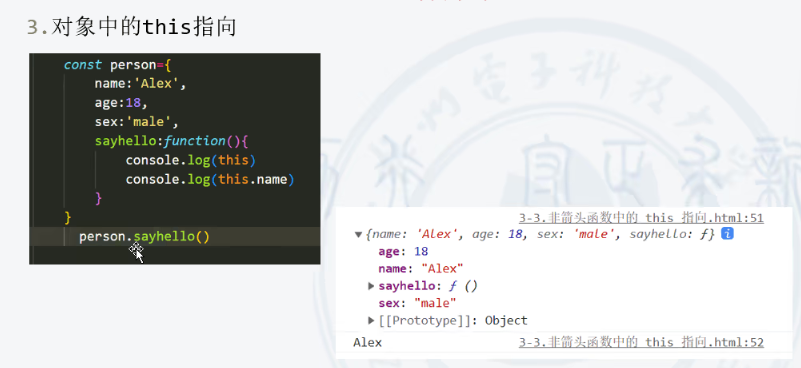 3.对象中的this指向
const person={
name:'Alex',
age:18,
sex:'male',
sayhello:function(){
console.log(this)
console.log(this.name)
}
}
person.sayhello()
3-3.非箭头函数中的 this 指向.html:51
▼{name: 'Alex', age: 18, sex: 'male', sayhello: ƒ} i
age: 18
name: "Alex"
▶sayhello: ƒ ()
sex: "male"
▶[[Prototype]]: Object
Alex 3-3.非箭头函数中的 this 指向.html:52